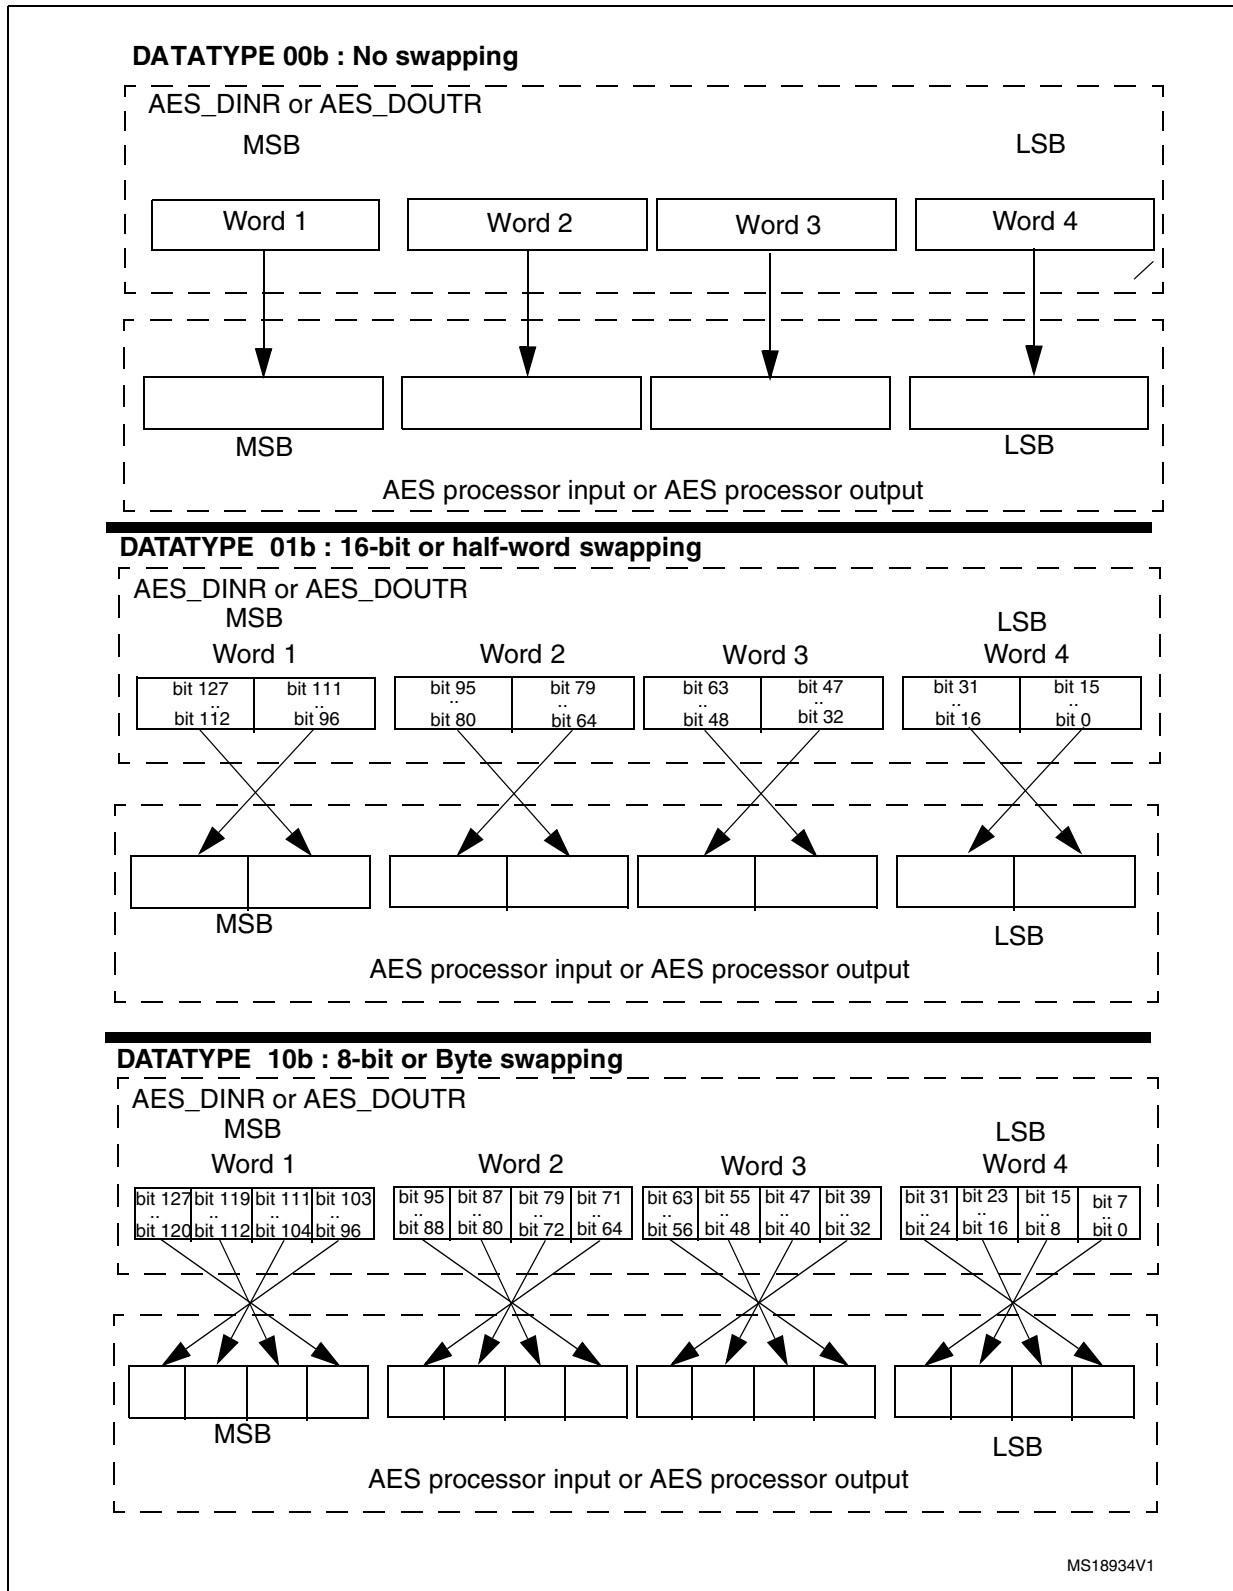 DATATYPE 00b : No swapping
AES_DINR or AES_DOUTR
MSB LSB
Word 1 Word 2 Word 3 Word 4
MSB LSB
AES processor input or AES processor output
DATATYPE 01b : 16-bit or half-word swapping
AES_DINR or AES_DOUTR
MSB LSB
Word 1 Word 2 Word 3 Word 4
bit 127 bit 111 bit 95 bit 79 bit 63 bit 47 bit 31 bit 15
.. .. .. .. .. .. .. ..
bit 112 bit 96 bit 80 bit 64 bit 48 bit 32 bit 16 bit 0
MSB LSB
AES processor input or AES processor output
DATATYPE 10b : 8-bit or Byte swapping
AES_DINR or AES_DOUTR
MSB LSB
Word 1 Word 2 Word 3 Word 4
bit 127 bit 119 bit 111 bit 103 bit 95 bit 87 bit 79 bit 71 bit 63 bit 55 bit 47 bit 39 bit 31 bit 23 bit 15 bit 7
.. .. .. .. .. .. .. .. .. .. .. .. .. .. .. ..
bit 120 bit 112 bit 104 bit 96 bit 88 bit 80 bit 72 bit 64 bit 56 bit 48 bit 40 bit 32 bit 24 bit 16 bit 8 bit 0
MSB LSB
AES processor input or AES processor output
MS18934V1